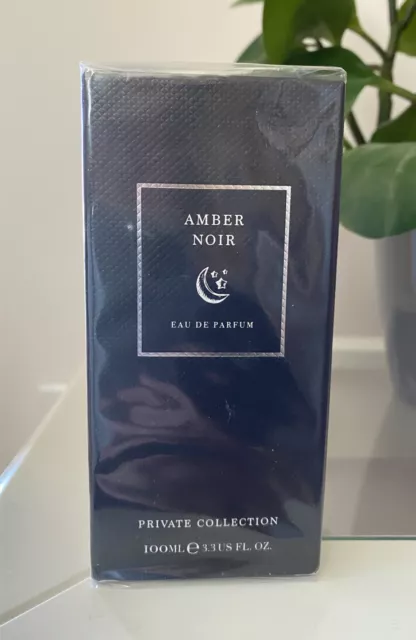 AMBER
NOIR
EAU DE PARFUM
PRIVATE COLLECTION
100ML ℮ 3.3 US FL. OZ.